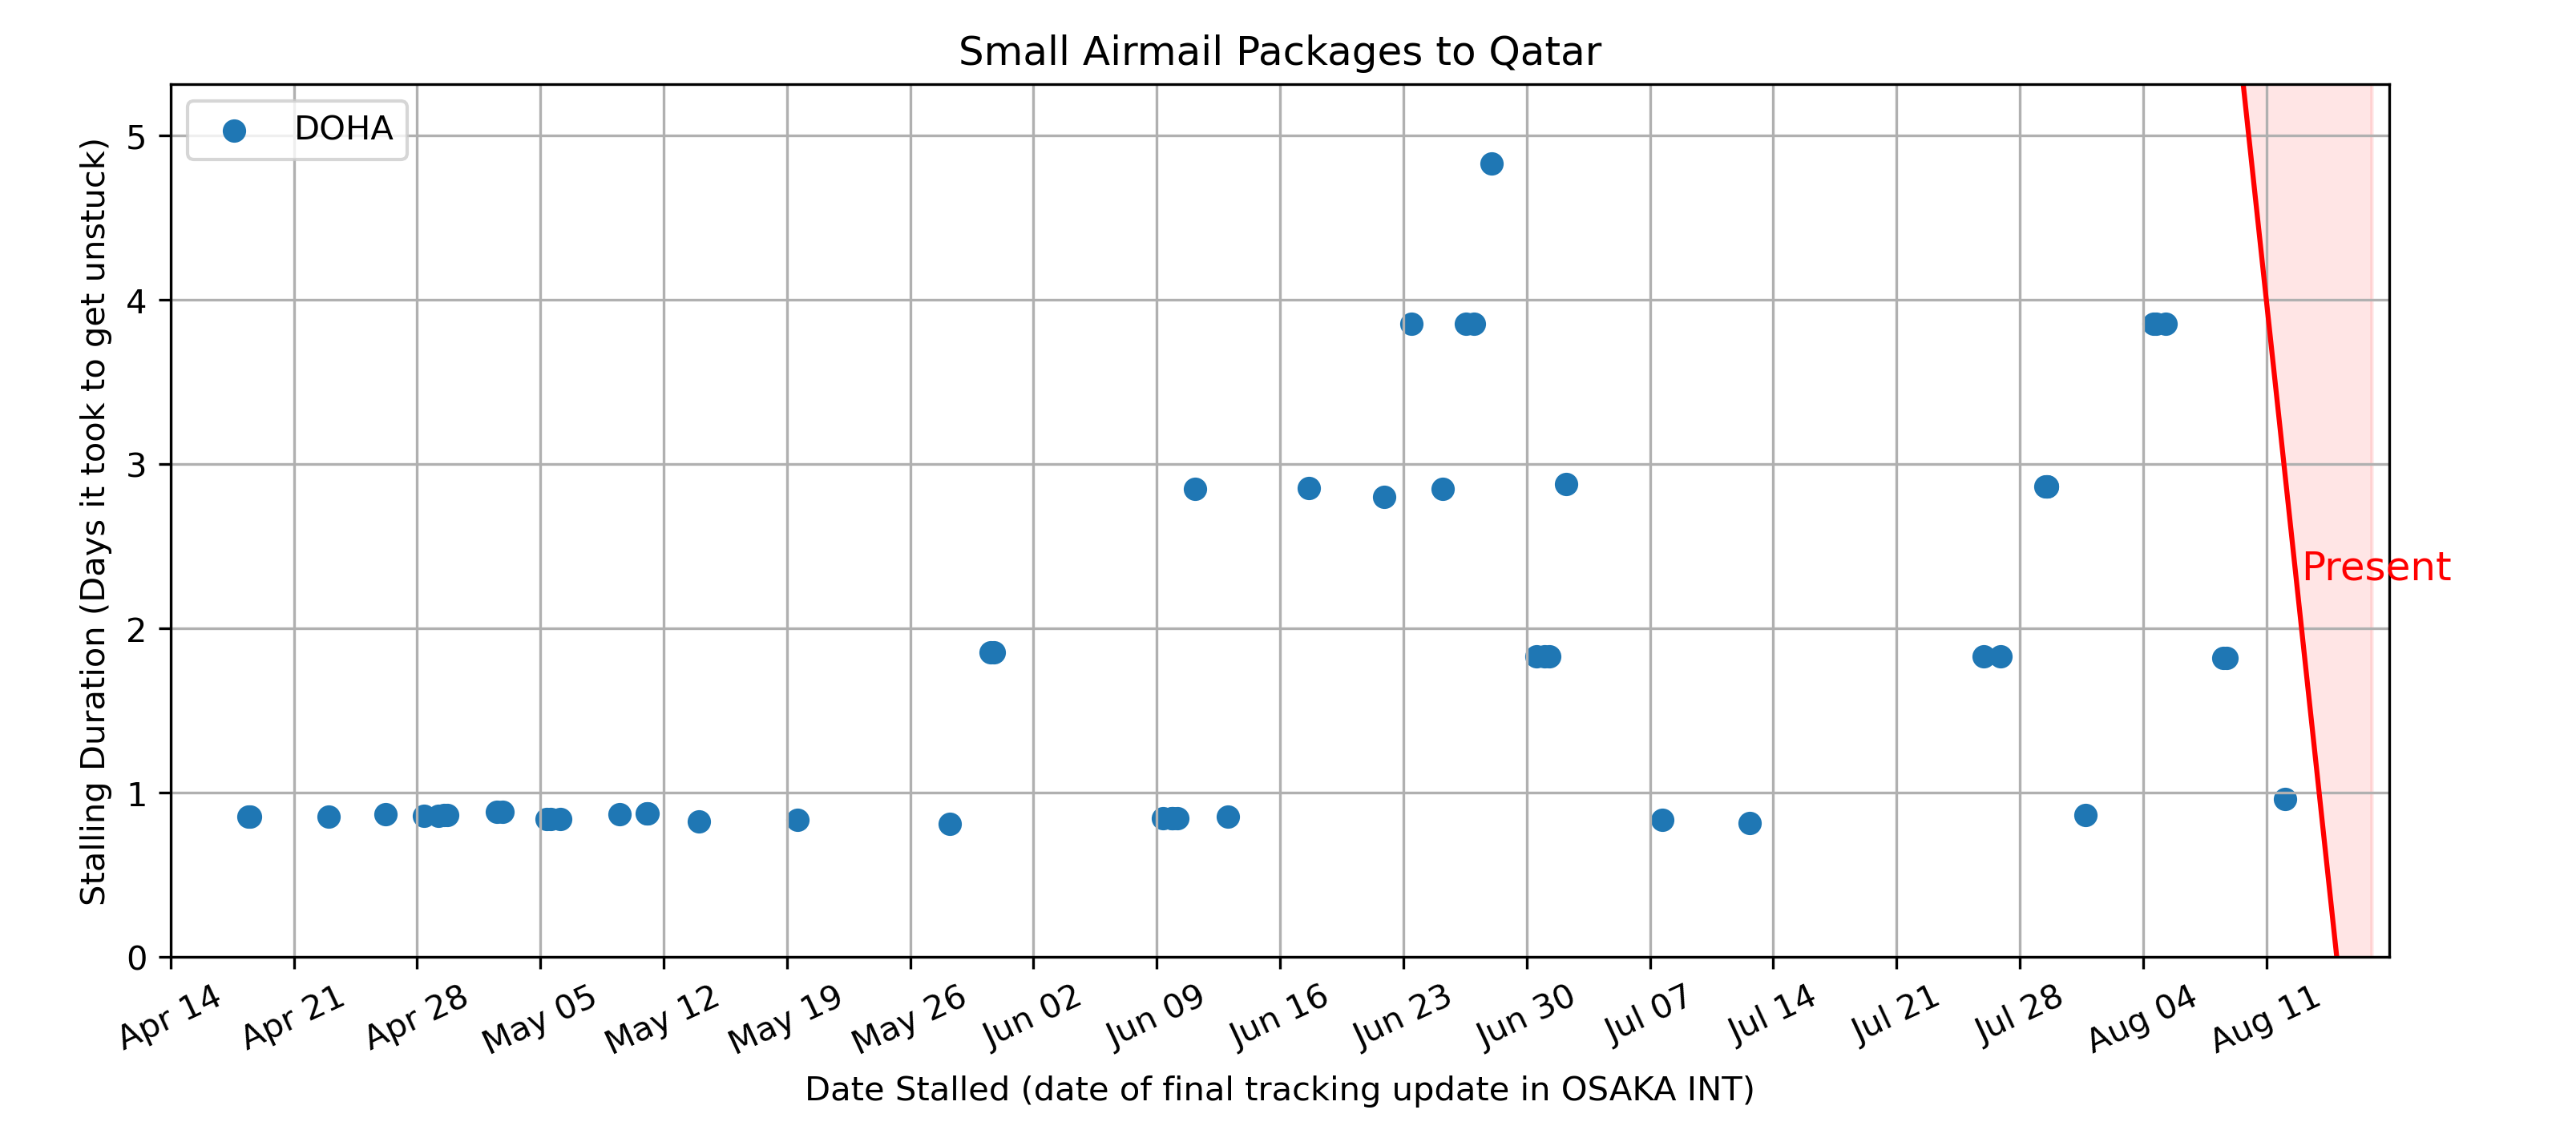 Small Airmail Packages to Qatar
DOHA
Stalling Duration (Days it took to get unstuck)
5
4
3
2
1
0
Present
Apr 14
Apr 21
Apr 28
May 05
May 12
May 19
May 26
Jun 02
Jun 09
Jun 16
Jun 23
Jun 30
Jul 07
Jul 14
Jul 21
Jul 28
Aug 04
Aug 11
Date Stalled (date of final tracking update in OSAKA INT)